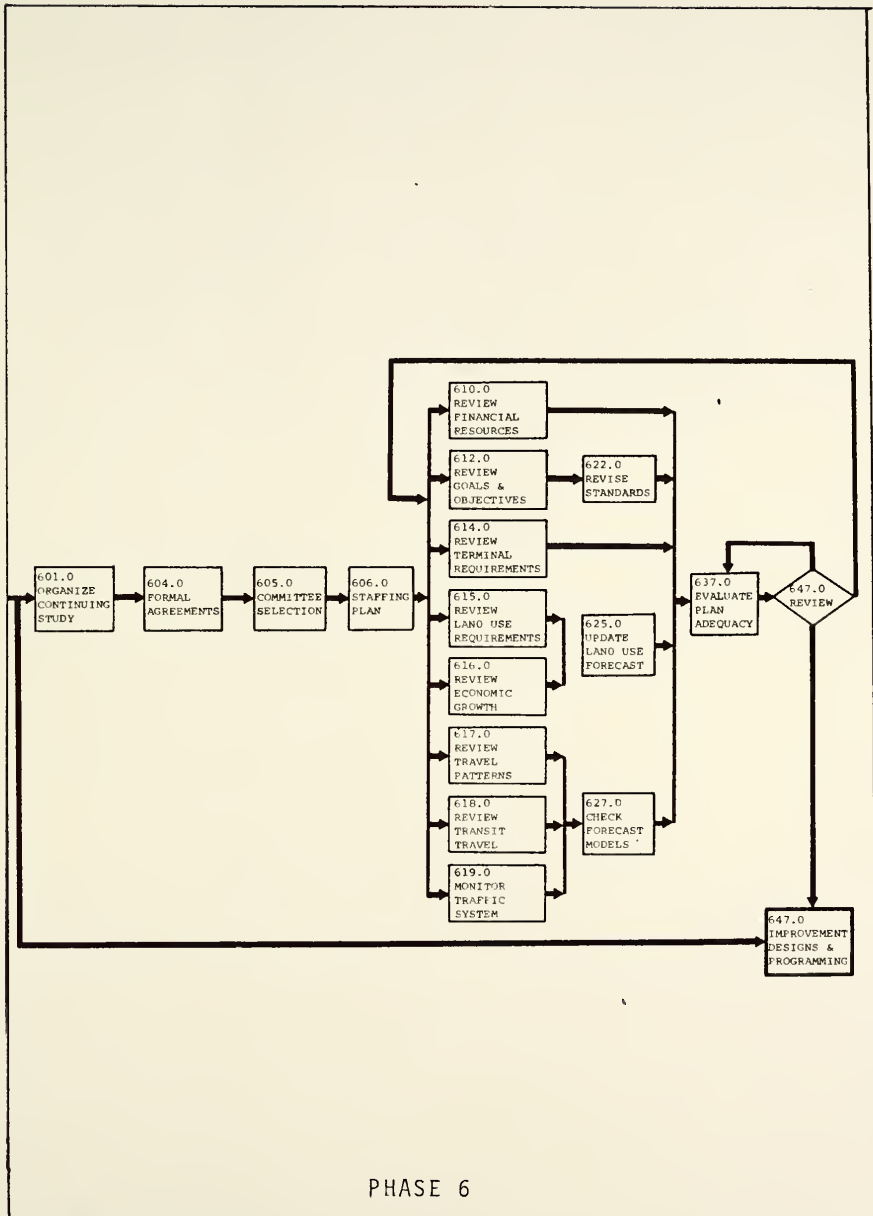 610.0
REVIEW
FINANCIAL
RESOURCES
612.0
REVIEW
GOALS &
OBJECTIVES
622.0
REVISE
STANDARDS
614.0
REVIEW
TERMINAL
REQUIREMENTS
601.0
ORGANIZE
CONTINUING
STUDY
604.0
FORMAL
AGREEMENTS
605.0
COMMITTEE
SELECTION
606.0
STAFFING
PLAN
615.0
REVIEW
LAND USE
REQUIREMENTS
616.0
REVIEW
ECONOMIC
GROWTH
625.0
UPDATE
LANO USE
FORECAST
637.0
EVALUATE
PLAN
ADEQUACY
647.0
REVIEW
617.0
REVIEW
TRAVEL
PATTERNS
618.0
REVIEW
TRANSIT
TRAVEL
627.D
CHECK
FORECAST
MODELS
619.0
MONITOR
TRAFFIC
SYSTEM
647.0
IMPROVEMENT
DESIGNS &
PROGRAMMING
PHASE 6